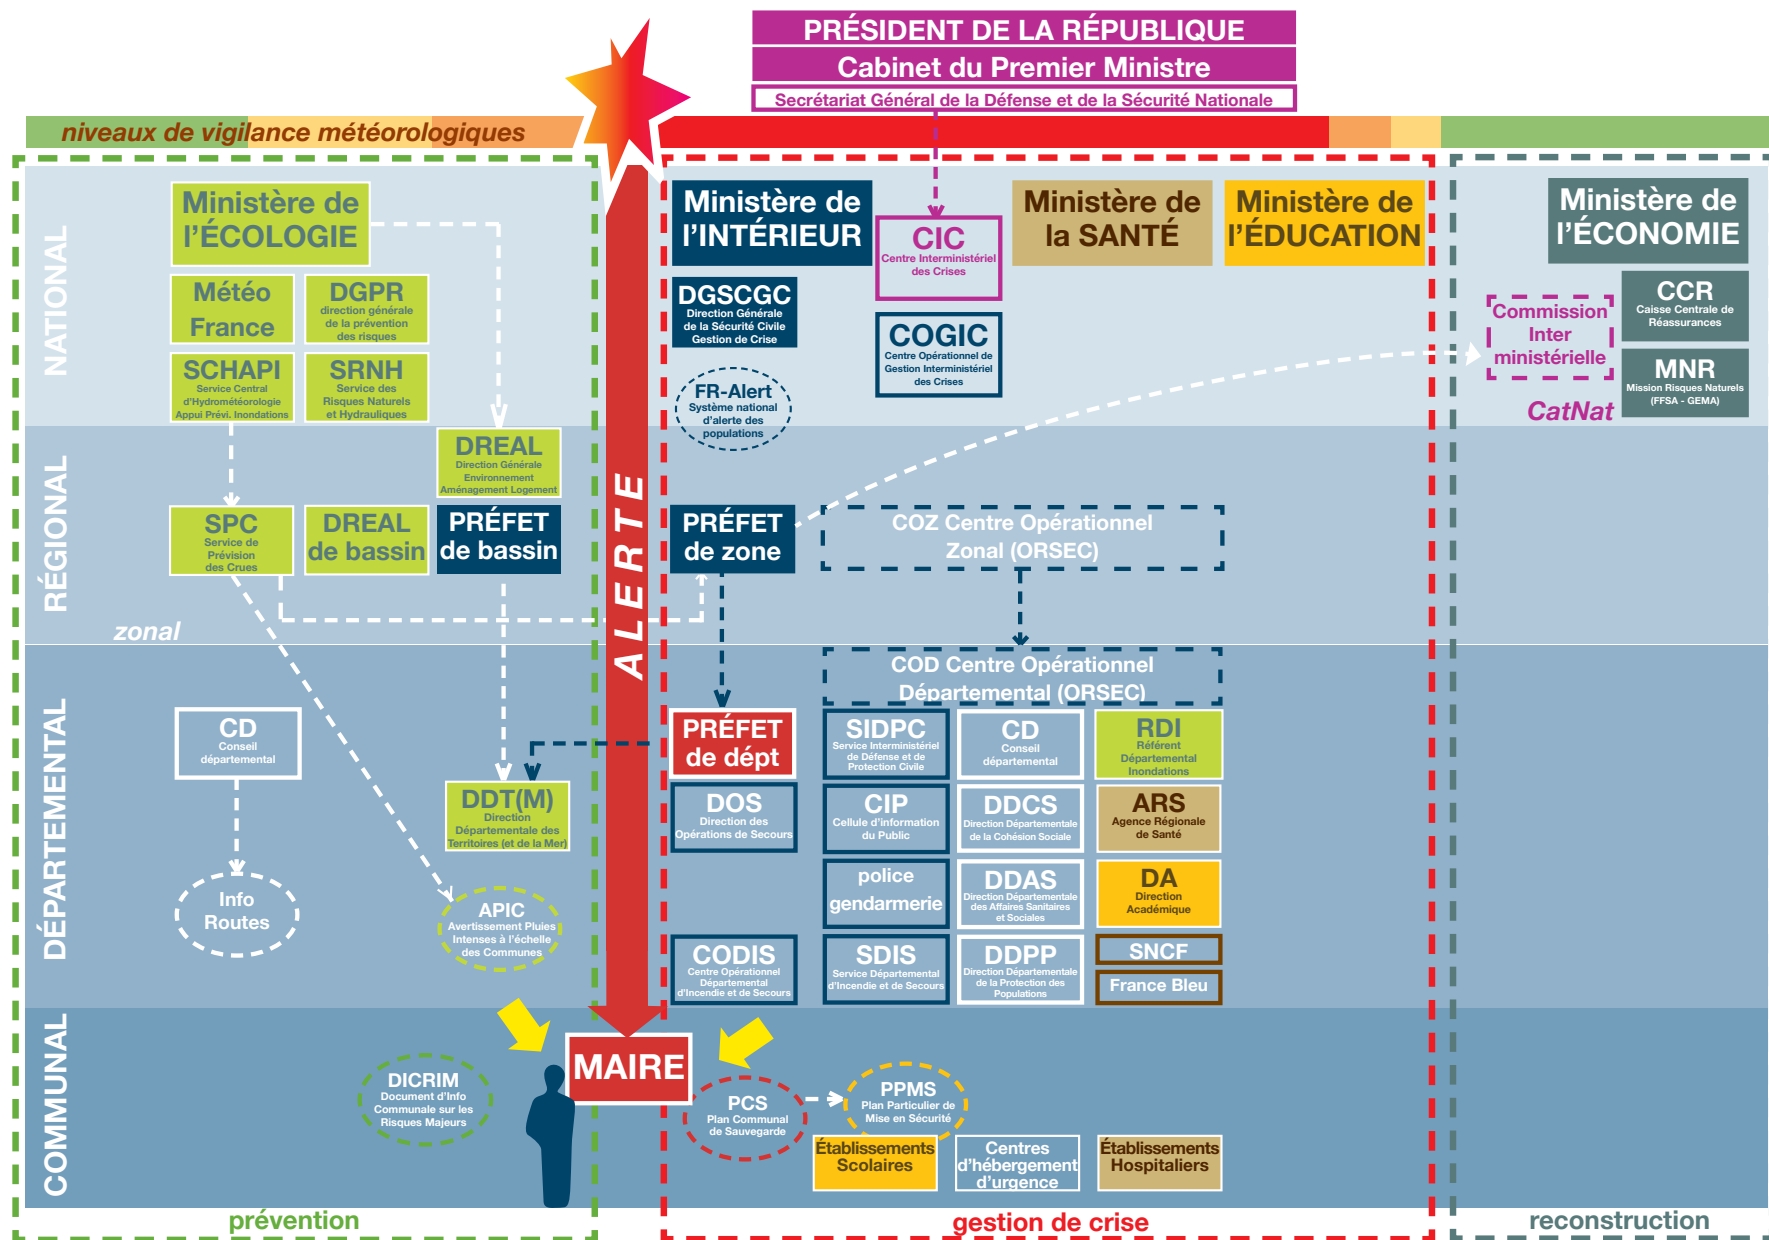 PRÉSIDENT DE LA RÉPUBLIQUE
Cabinet du Premier Ministre
Secrétariat Général de la Défense et de la Sécurité Nationale
niveaux de vigilance météorologiques
NATIONAL
Ministère de
l'ÉCOLOGIE
Météo
France
DGPR
direction générale
de la prévention
des risques
SCHAPI
Service Central
d'Hydrométéorologie
Appui Prévi. Inondations
SRNH
Service des
Risques Naturels
et Hydrauliques
Ministère de
l'INTÉRIEUR
CIC
Centre Interministériel
des Crises
Ministère de
la SANTÉ
Ministère de
l'ÉDUCATION
DGSCGC
Direction Générale
de la Sécurité Civile
Gestion de Crise
COGIC
Centre Opérationnel de
Gestion Interministériel
des Crises
FR-Alert
Système national
d'alerte des
populations
Ministère de
l'ÉCONOMIE
CCR
Caisse Centrale de
Réassurances
Commission
Inter
ministérielle
MNR
Mission Risques Naturels
(FFSA - GEMA)
CatNat
RÉGIONAL
DREAL
Direction Générale
Environnement
Aménagement Logement
SPC
Service de
Prévision
des Crues
DREAL
de bassin
PRÉFET
de bassin
ALERTE
PRÉFET
de zone
COZ Centre Opérationnel
Zonal (ORSEC)
zonal
DÉPARTEMENTAL
COD Centre Opérationnel
Départemental (ORSEC)
CD
Conseil
départemental
DDT(M)
Direction
Départementale des
Territoires (et de la Mer)
Info
Routes
APIC
Avertissement Pluies
Intenses à l'échelle
des Communes
PRÉFET
de dépt
SIDPC
Service Interministériel
de Défense et de
Protection Civile
CD
Conseil
départemental
RDI
Référent
Départemental
Inondations
DOS
Direction des
Opérations de Secours
CIP
Cellule d'information
du Public
DDCS
Direction Départementale
de la Cohésion Sociale
ARS
Agence Régionale
de Santé
police
gendarmerie
DDAS
Direction Départementale
des Affaires Sanitaires
et Sociales
DA
Direction
Académique
CODIS
Centre Opérationnel
Départemental
d'Incendie et de Secours
SDIS
Service Départemental
d'Incendie et de Secours
DDPP
Direction Départementale
de la Protection des
Populations
SNCF
France Bleu
COMMUNAL
MAIRE
DICRIM
Document d'Info
Communale sur les
Risques Majeurs
PCS
Plan Communal
de Sauvegarde
PPMS
Plan Particulier de
Mise en Sécurité
Établissements
Scolaires
Centres
d'hébergement
d'urgence
Établissements
Hospitaliers
prévention
gestion de crise
reconstruction